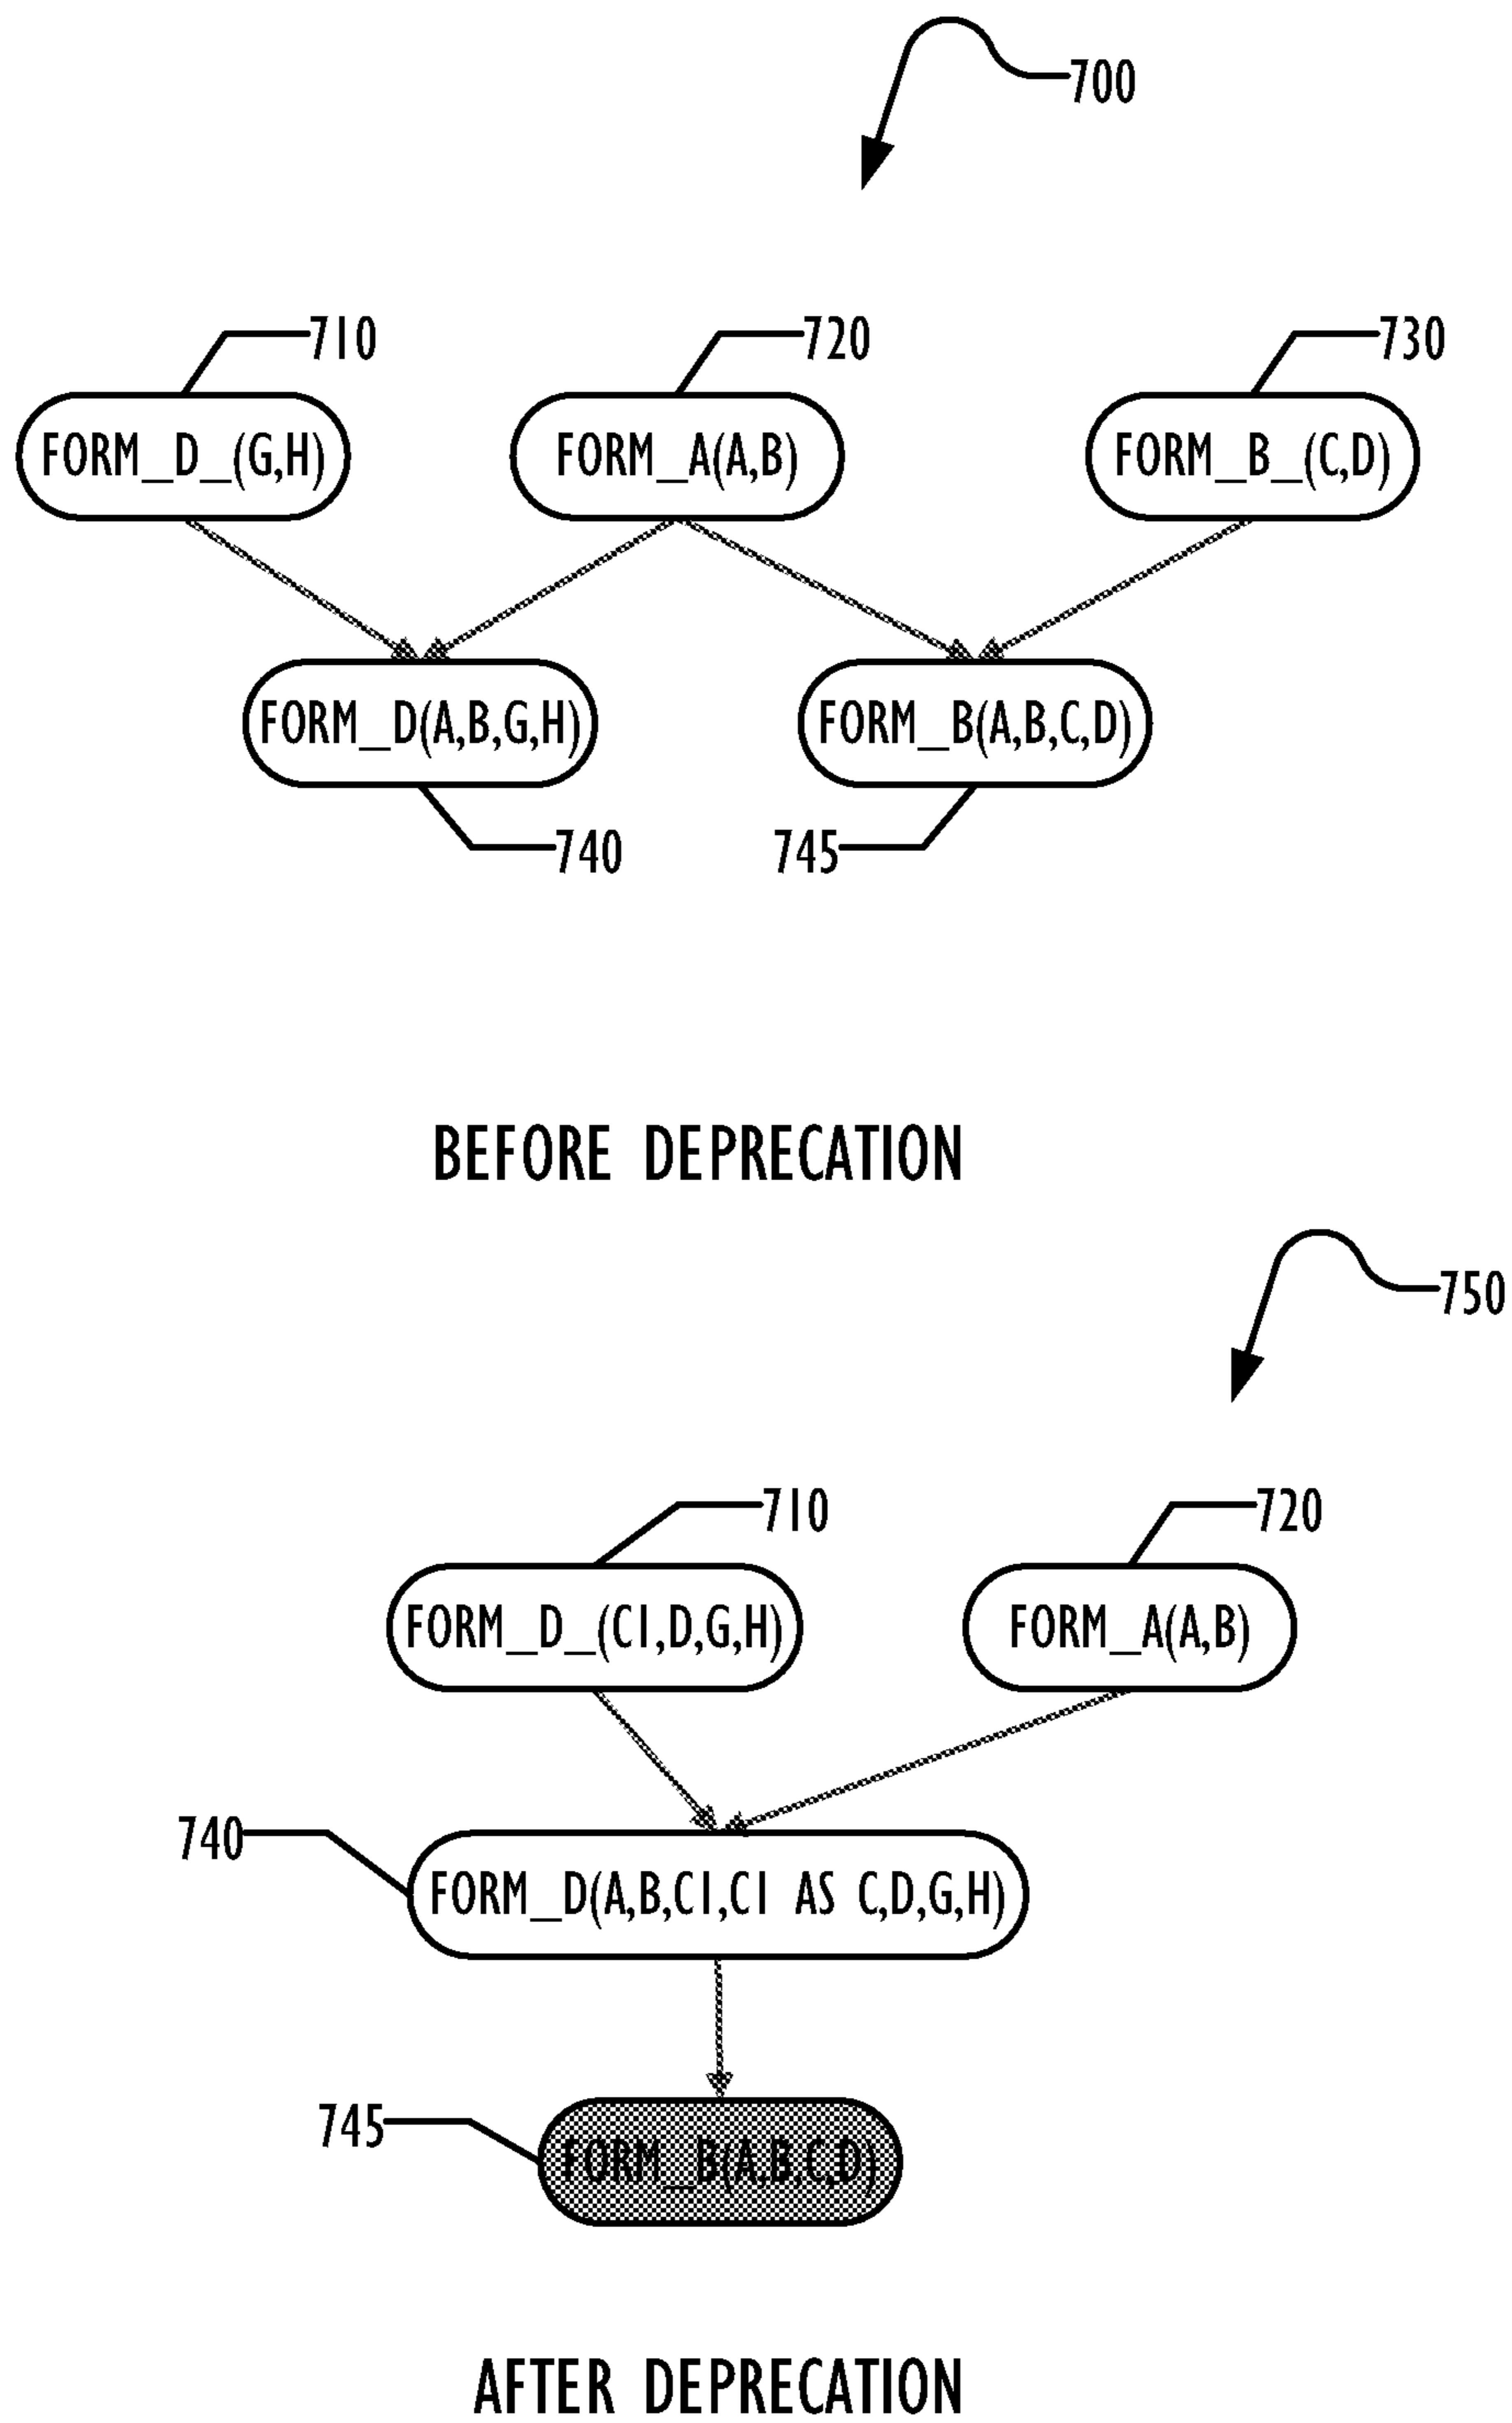 700
710 720 730
FORM_D_(G,H) FORM_A(A,B) FORM_B_(C,D)
FORM_D(A,B,G,H) FORM_B(A,B,C,D)
740 745
BEFORE DEPRECATION
750
710 720
FORM_D_(C1,D,G,H) FORM_A(A,B)
740
FORM_D(A,B,C1,C1 AS C,D,G,H)
745
FORM_B(A,B,C,D)
AFTER DEPRECATION